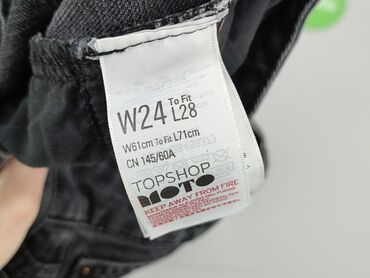 W24 To Fit L28
W61cm To Fit L71cm
CN 145/60A
TOPSHOP
MOTO
KEEP AWAY FROM FIRE